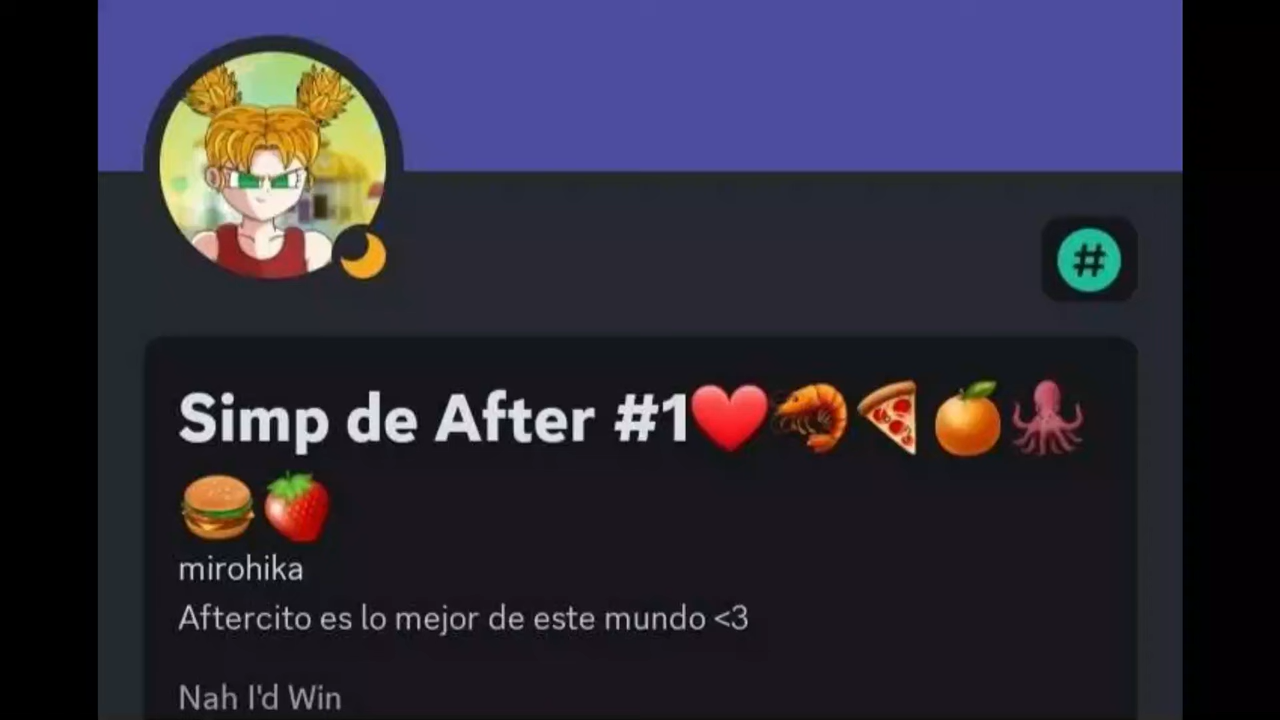 #
Simp de After #1❤️🦐🍕🍊🐙
🍔🍓
mirohika
Aftercito es lo mejor de este mundo <3
Nah I'd Win